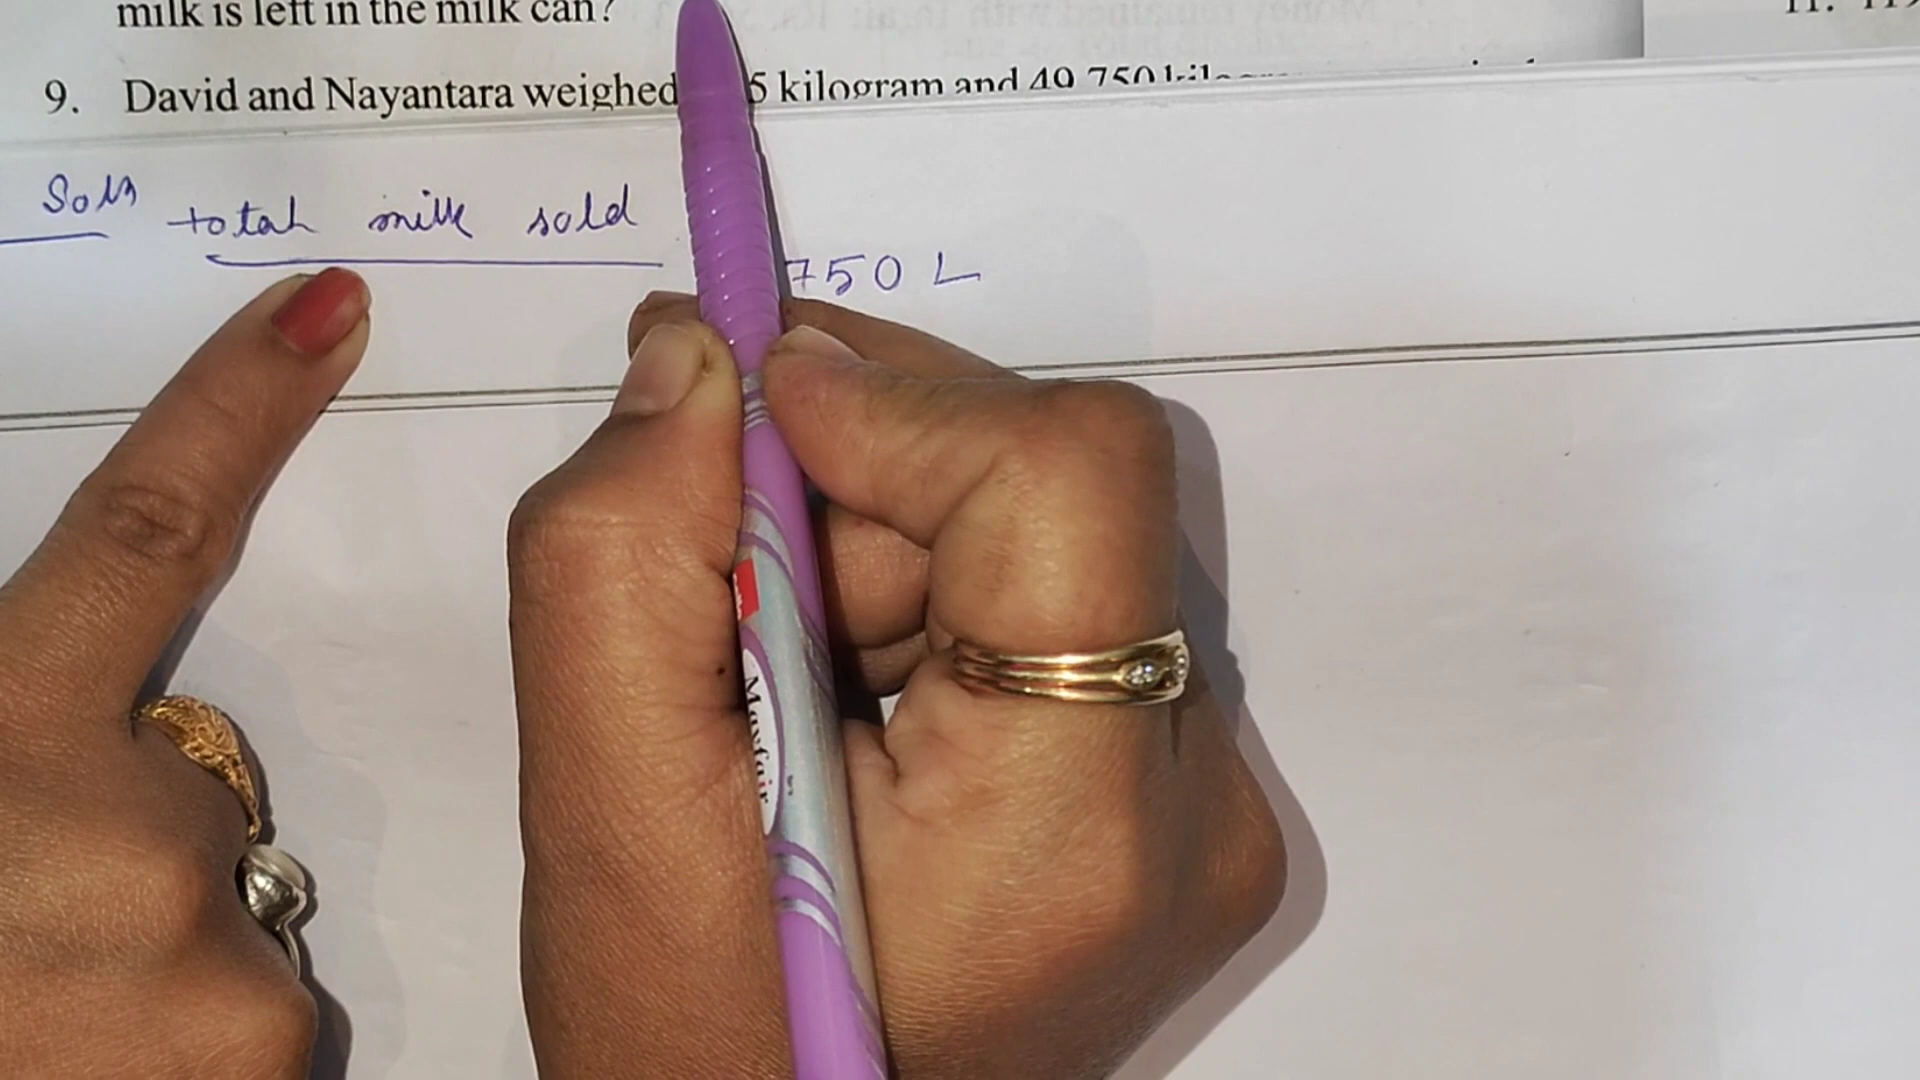 milk is left in the milk can?
11.
9. David and Nayantara weighed 5 kilogram and 49.750
Soln total milk sold
750 L
Mayfair